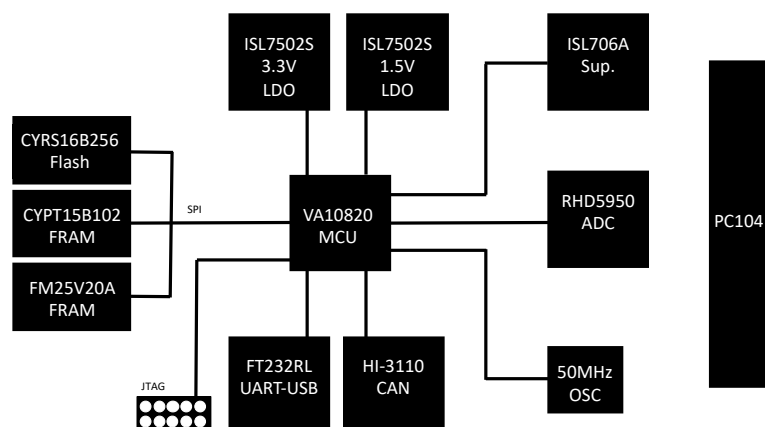 ISL7502S
3.3V
LDO
ISL7502S
1.5V
LDO
ISL706A
Sup.
CYRS16B256
Flash
CYPT15B102
FRAM
SPI
VA10820
MCU
RHD5950
ADC
PC104
FM25V20A
FRAM
JTAG
FT232RL
UART-USB
HI-3110
CAN
50MHz
OSC